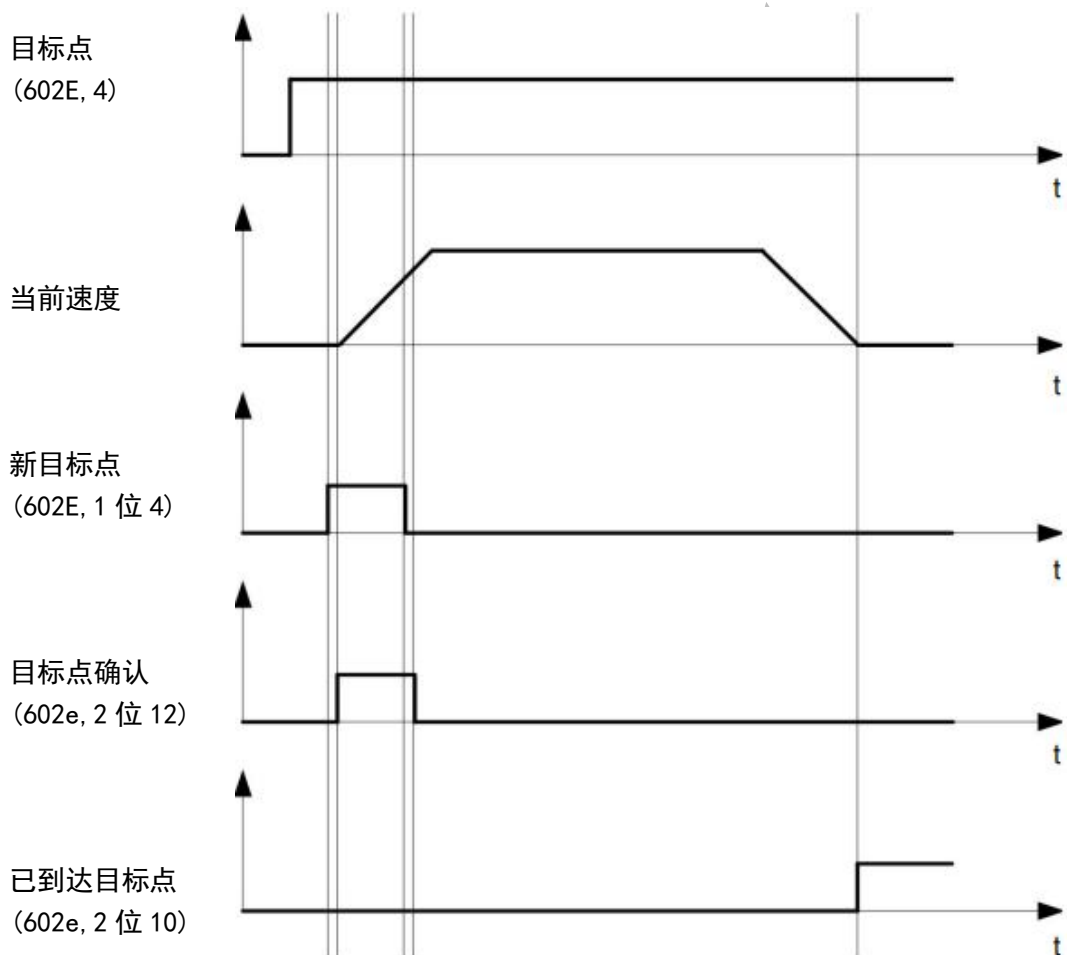 目标点
(602E,4)
t
当前速度
t
新目标点
(602E,1 位 4)
t
目标点确认
(602e,2 位 12)
t
已到达目标点
(602e,2 位 10)
t